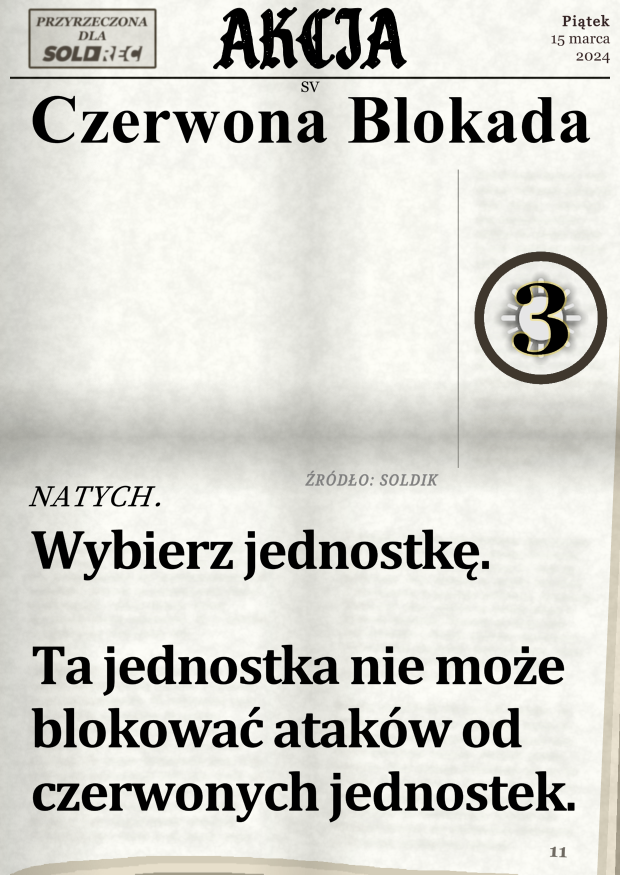 PRZYRZECZONA
DLA
SOLDREC
AKCJA
Piątek
15 marca
2024
SV
Czerwona Blokada
3
ŹRÓDŁO: SOLDIK
NATYCH.
Wybierz jednostkę.
Ta jednostka nie może
blokować ataków od
czerwonych jednostek.
11